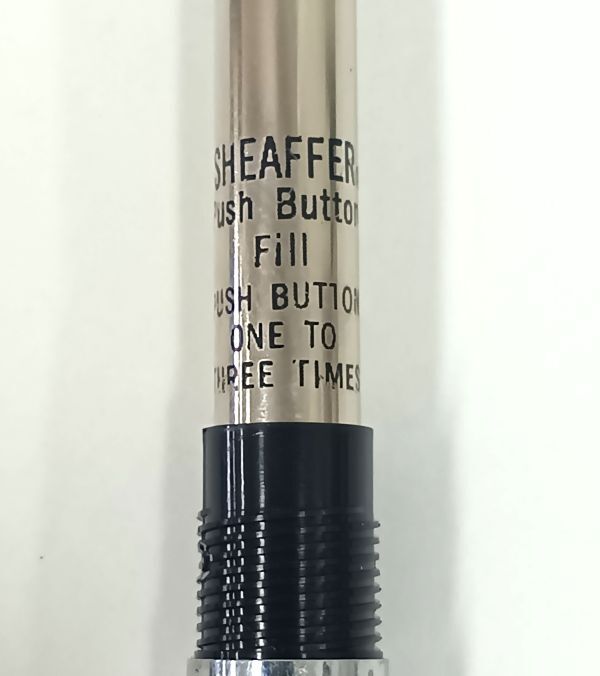 SHEAFFER®
Push Button
Fill
PUSH BUTTON
ONE TO
THREE TIMES